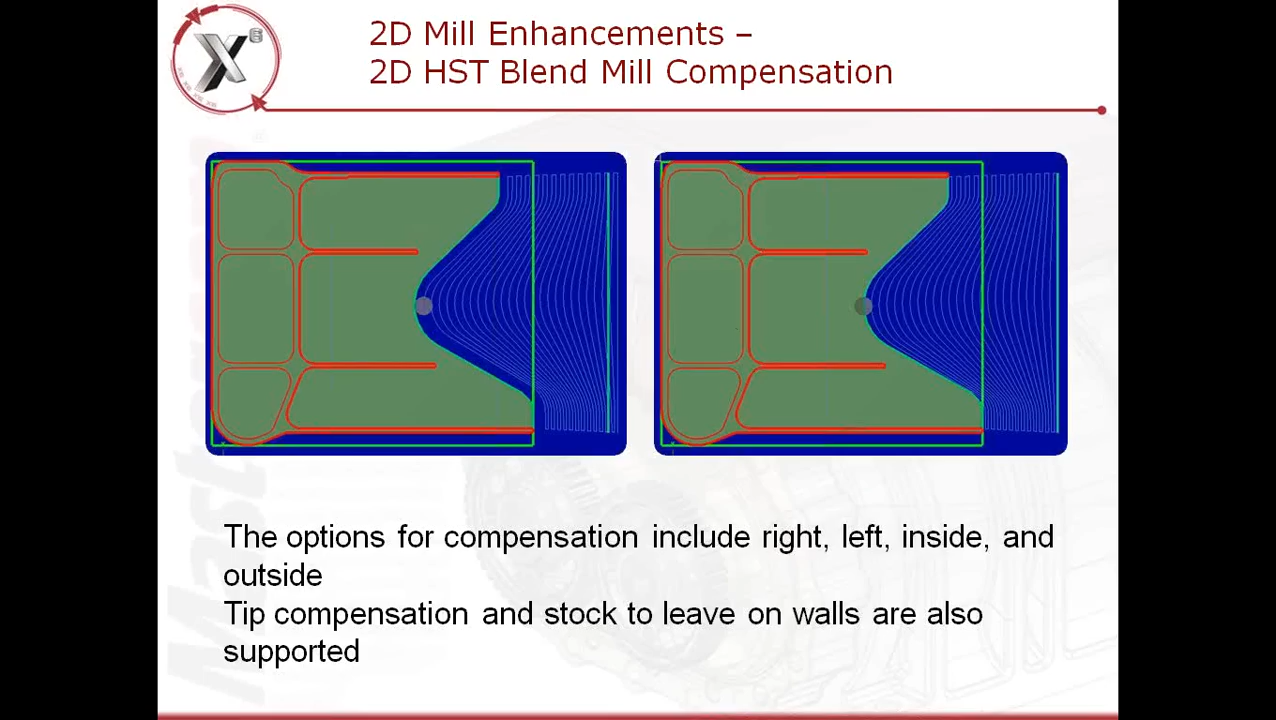 2D Mill Enhancements –
2D HST Blend Mill Compensation
X6
The options for compensation include right, left, inside, and
outside
Tip compensation and stock to leave on walls are also
supported